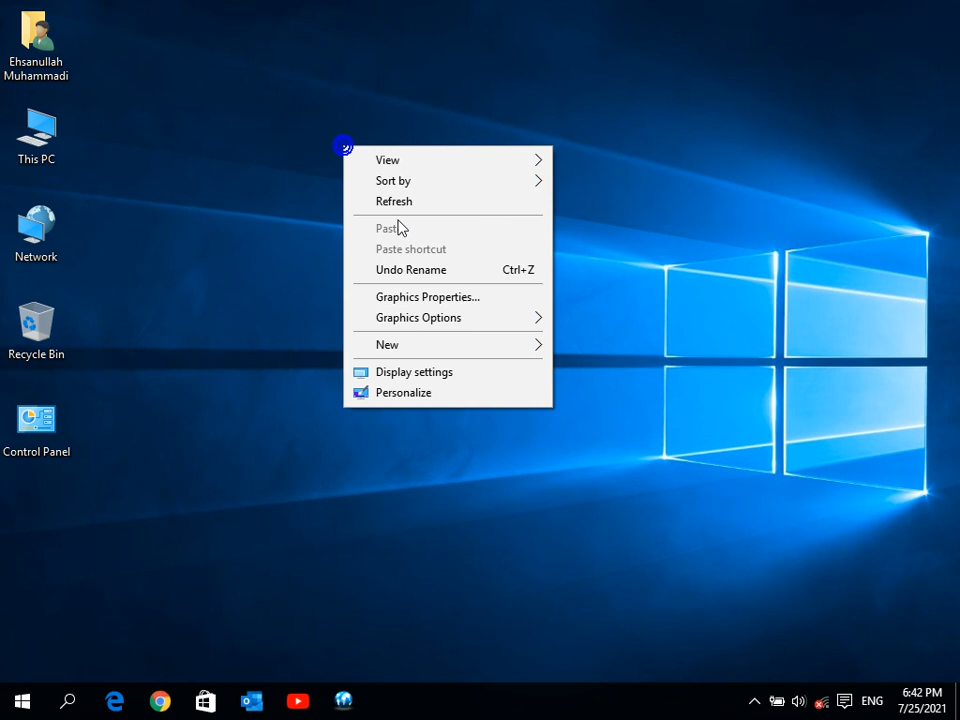 Ehsanullah
Muhammadi
This PC
Network
Recycle Bin
Control Panel
View
Sort by
Refresh
Paste
Paste shortcut
Undo Rename Ctrl+Z
Graphics Properties...
Graphics Options
New
Display settings
Personalize
ENG
6:42 PM
7/25/2021